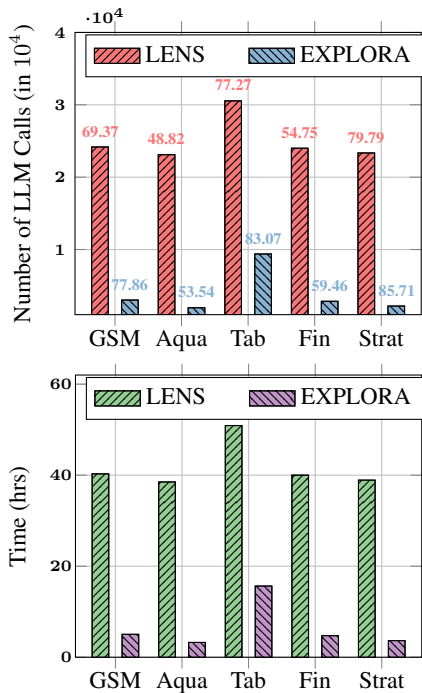 ·10⁴
4
LENS EXPLORA
77.27
3
69.37 48.82 54.75 79.79
2
83.07
1
77.86 53.54 59.46 85.71
GSM Aqua Tab Fin Strat
Number of LLM Calls (in 10⁴)
60
LENS EXPLORA
40
20
0
GSM Aqua Tab Fin Strat
Time (hrs)